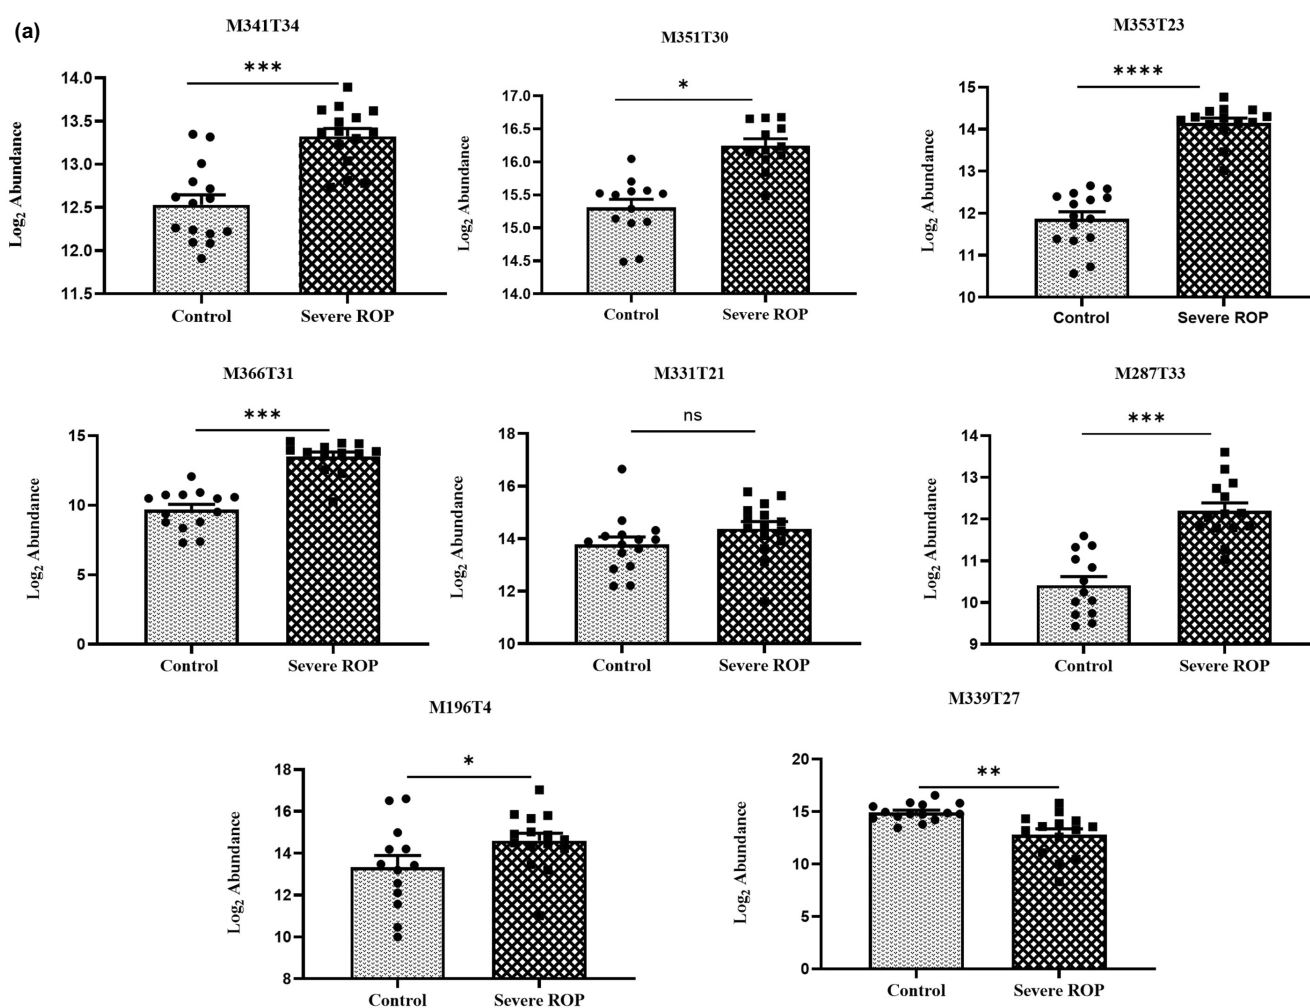 (a)
M341T34
***
Log₂ Abundance
14.0
13.5
13.0
12.5
12.0
11.5
Control Severe ROP
M351T30
*
Log₂ Abundance
17.0
16.5
16.0
15.5
15.0
14.5
14.0
Control Severe ROP
M353T23
****
Log₂ Abundance
15
14
13
12
11
10
Control Severe ROP
M366T31
***
Log₂ Abundance
15
10
5
0
Control Severe ROP
M331T21
ns
Log₂ Abundance
18
16
14
12
10
Control Severe ROP
M287T33
***
Log₂ Abundance
14
13
12
11
10
9
Control Severe ROP
M196T4
*
Log₂ Abundance
18
16
14
12
10
8
Control Severe ROP
M339T27
**
Log₂ Abundance
20
15
10
5
0
Control Severe ROP